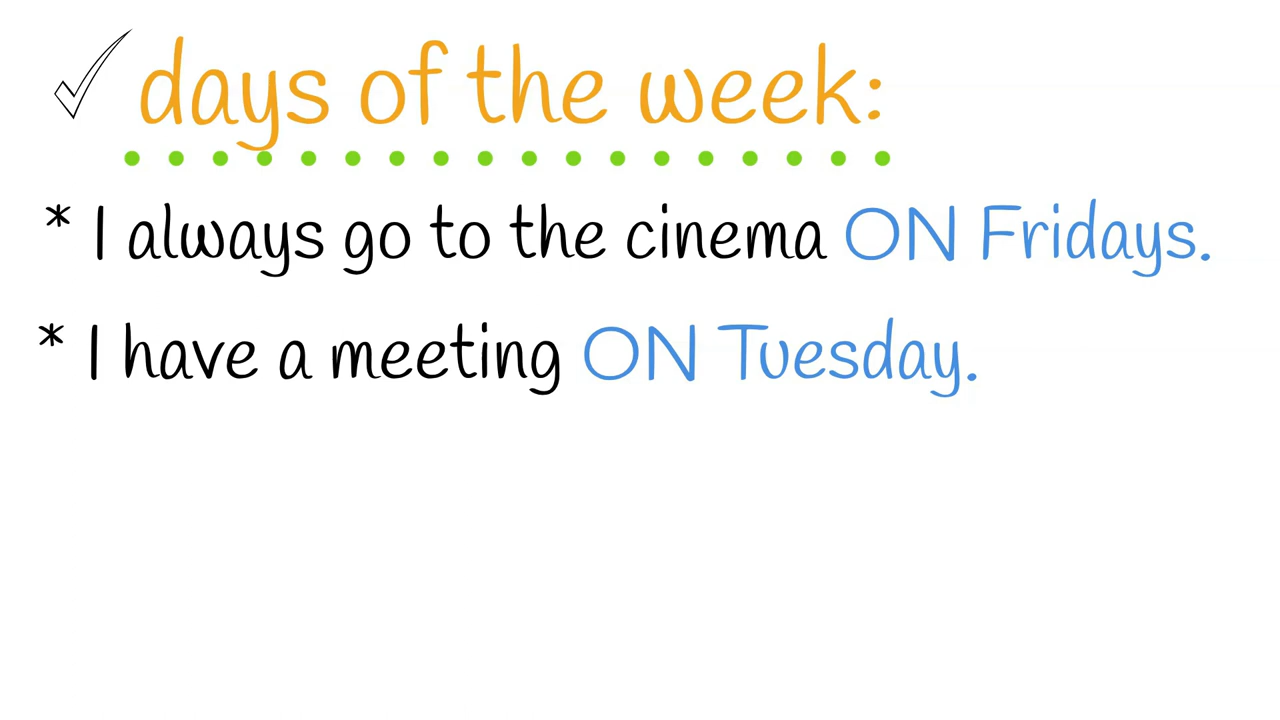 days of the week:
* I always go to the cinema ON Fridays.
* I have a meeting ON Tuesday.